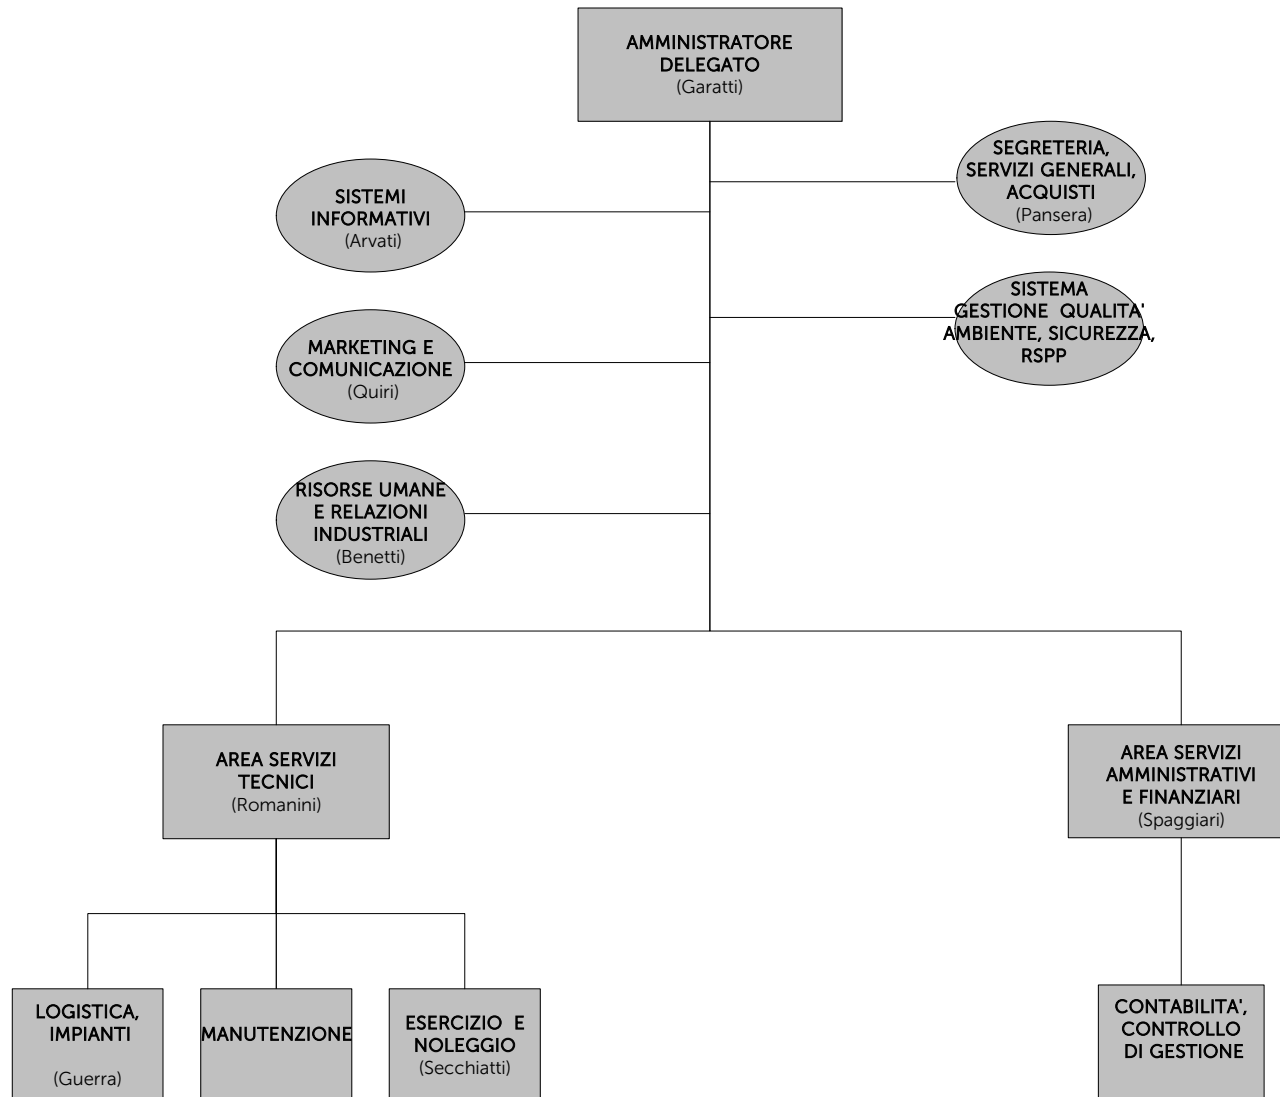 AMMINISTRATORE
DELEGATO
(Garatti)
SEGRETERIA,
SERVIZI GENERALI,
ACQUISTI
(Pansera)
SISTEMI
INFORMATIVI
(Arvati)
SISTEMA
GESTIONE QUALITA'
AMBIENTE, SICUREZZA,
RSPP
MARKETING E
COMUNICAZIONE
(Quiri)
RISORSE UMANE
E RELAZIONI
INDUSTRIALI
(Benetti)
AREA SERVIZI
TECNICI
(Romanini)
AREA SERVIZI
AMMINISTRATIVI
E FINANZIARI
(Spaggiari)
LOGISTICA,
IMPIANTI
(Guerra)
MANUTENZIONE
ESERCIZIO E
NOLEGGIO
(Secchiatti)
CONTABILITA',
CONTROLLO
DI GESTIONE